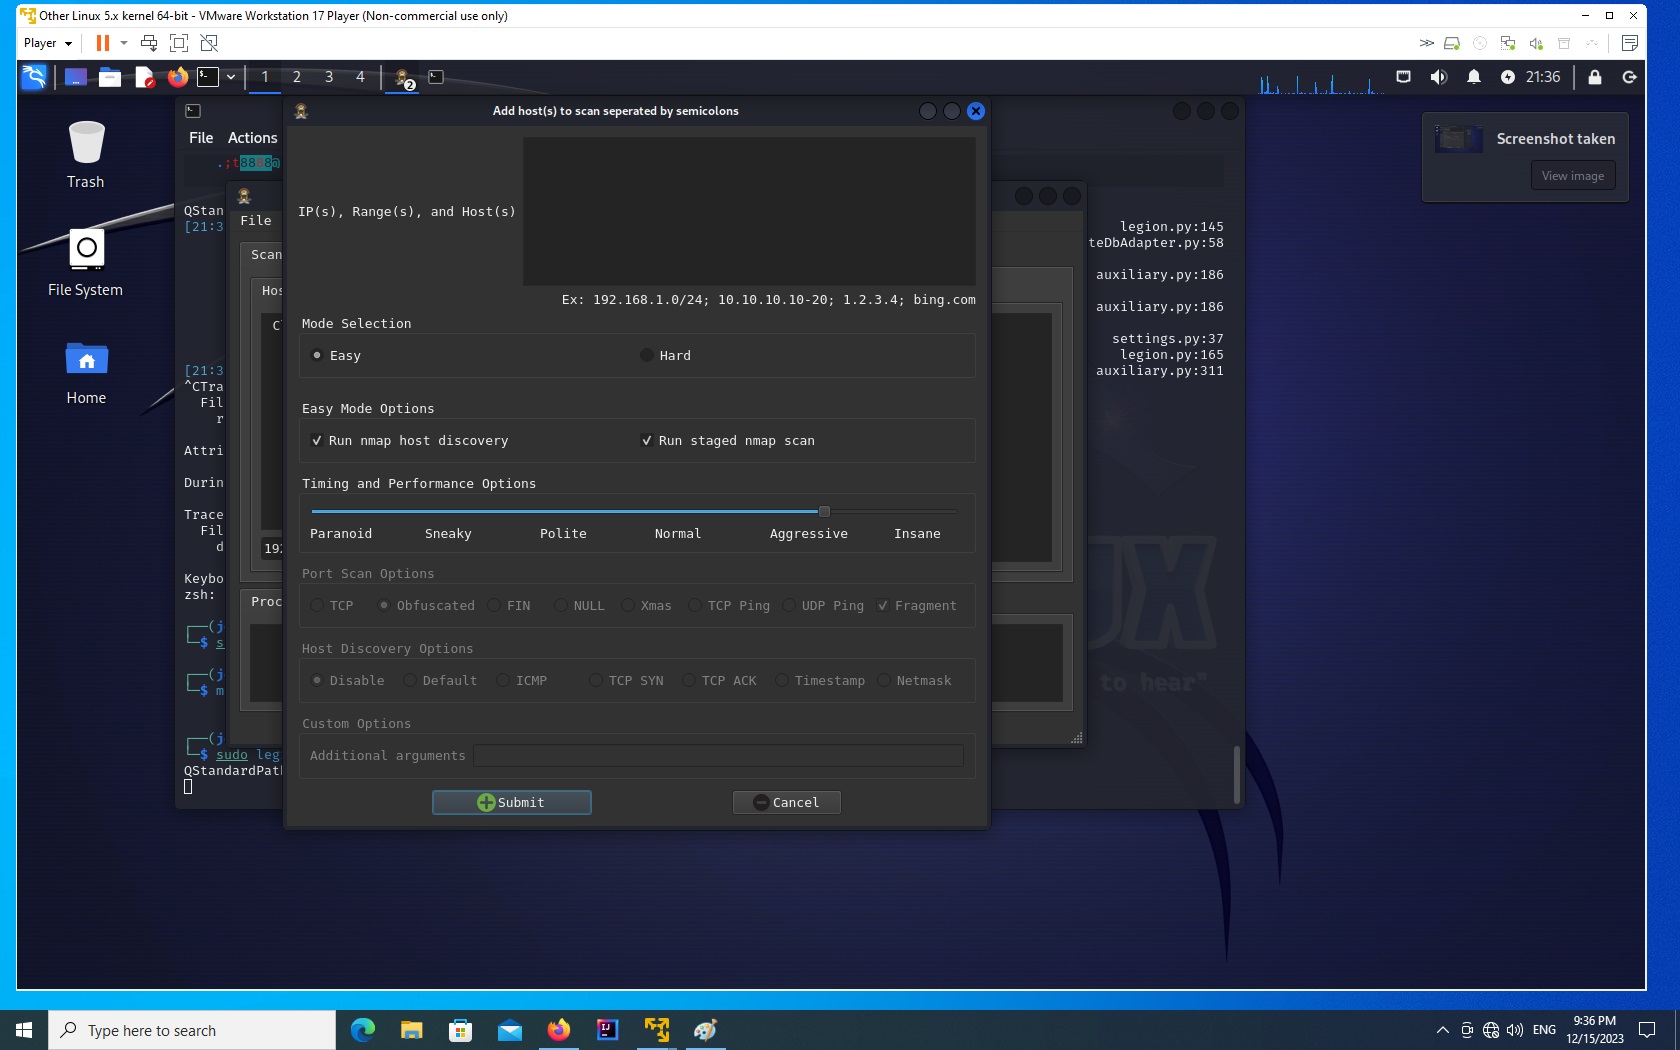 Other Linux 5.x kernel 64-bit - VMware Workstation 17 Player (Non-commercial use only)
Player
1 2 3 4 2 21:36
Add host(s) to scan seperated by semicolons
File Actions
.;t8888@
Trash
File System
Home
Screenshot taken
View image
QStan
[21:3
File
Scan
Hos
IP(s), Range(s), and Host(s)
legion.py:145
teDbAdapter.py:58
auxiliary.py:186
auxiliary.py:186
settings.py:37
legion.py:165
auxiliary.py:311
Ex: 192.168.1.0/24; 10.10.10.10-20; 1.2.3.4; bing.com
Mode Selection
Easy Hard
[21:3
^CTra
Fil
r
Easy Mode Options
Run nmap host discovery Run staged nmap scan
Attri
Durin
Timing and Performance Options
Paranoid Sneaky Polite Normal Aggressive Insane
Trace
Fil
d
192
Port Scan Options
TCP Obfuscated FIN NULL Xmas TCP Ping UDP Ping Fragment
Keybo
zsh:
Proc
┌──(j
└─$ s
Host Discovery Options
Disable Default ICMP TCP SYN TCP ACK Timestamp Netmask
to hear"
┌──(j
└─$ m
Custom Options
Additional arguments
┌──(j
└─$ sudo leg
QStandardPat
Submit Cancel
Type here to search
ENG
9:36 PM
12/15/2023